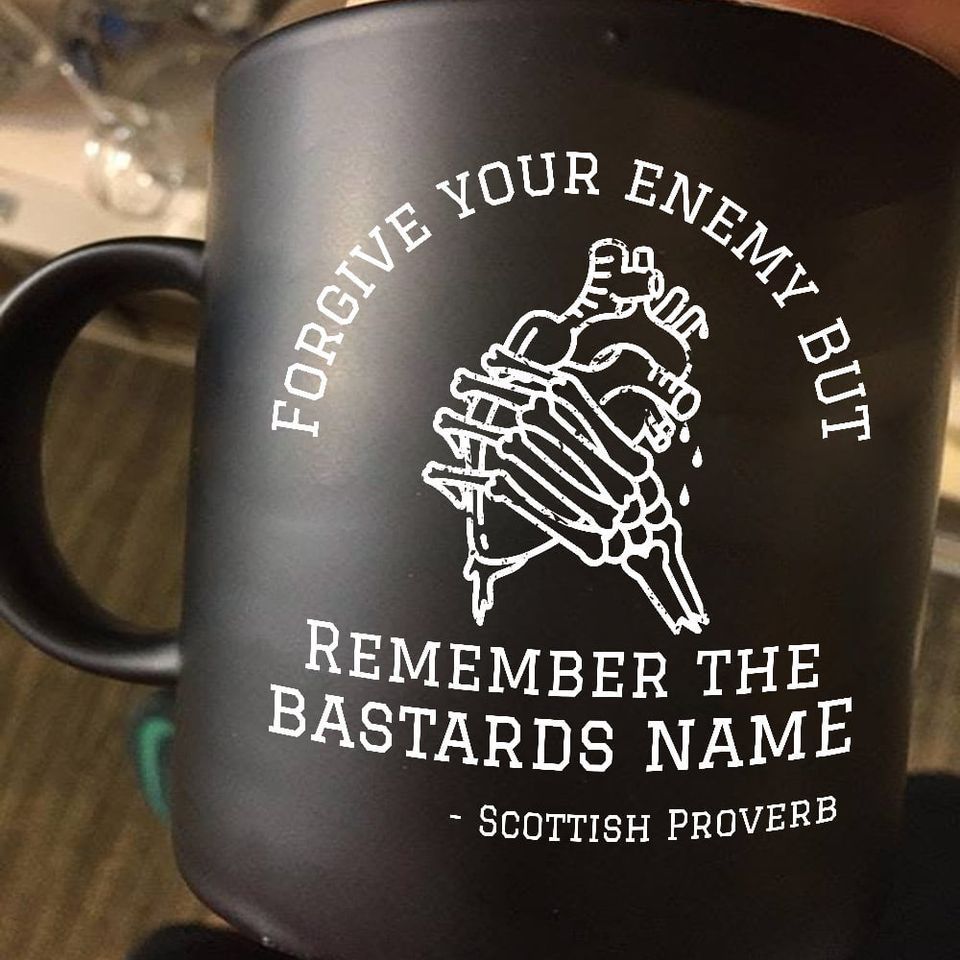 Forgive your enemy but
Remember the
bastards name
- Scottish Proverb